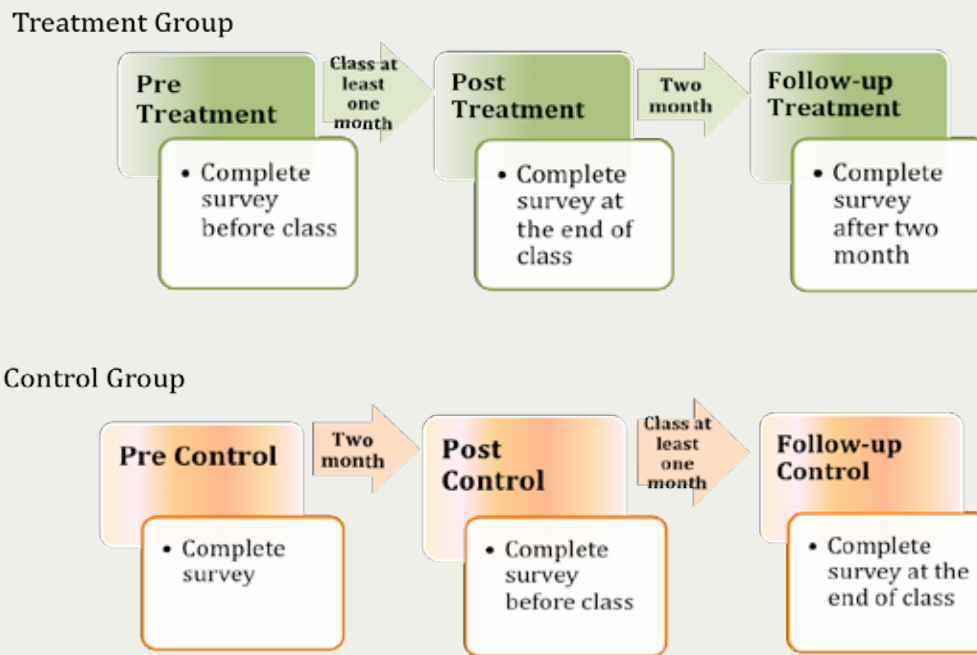 Treatment Group
Pre
Treatment
Class at
least
one
month
Post
Treatment
Two
month
Follow-up
Treatment
• Complete
survey
before class
• Complete
survey at
the end of
class
• Complete
survey
after two
month
Control Group
Pre Control
Two
month
Post
Control
Class at
least
one
month
Follow-up
Control
• Complete
survey
• Complete
survey
before class
• Complete
survey at the
end of class